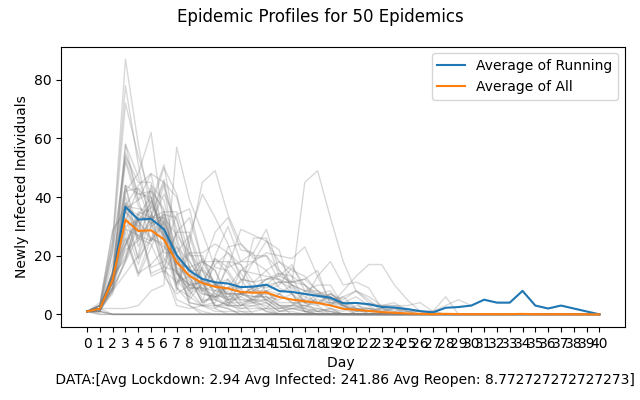 Epidemic Profiles for 50 Epidemics
Average of Running
Average of All
Newly Infected Individuals
80
60
40
20
0
0 1 2 3 4 5 6 7 8 9 10 11 12 13 14 15 16 17 18 19 20 21 22 23 24 25 26 27 28 29 30 31 32 33 34 35 36 37 38 39 40
Day
DATA:[Avg Lockdown: 2.94 Avg Infected: 241.86 Avg Reopen: 8.772727272727273]